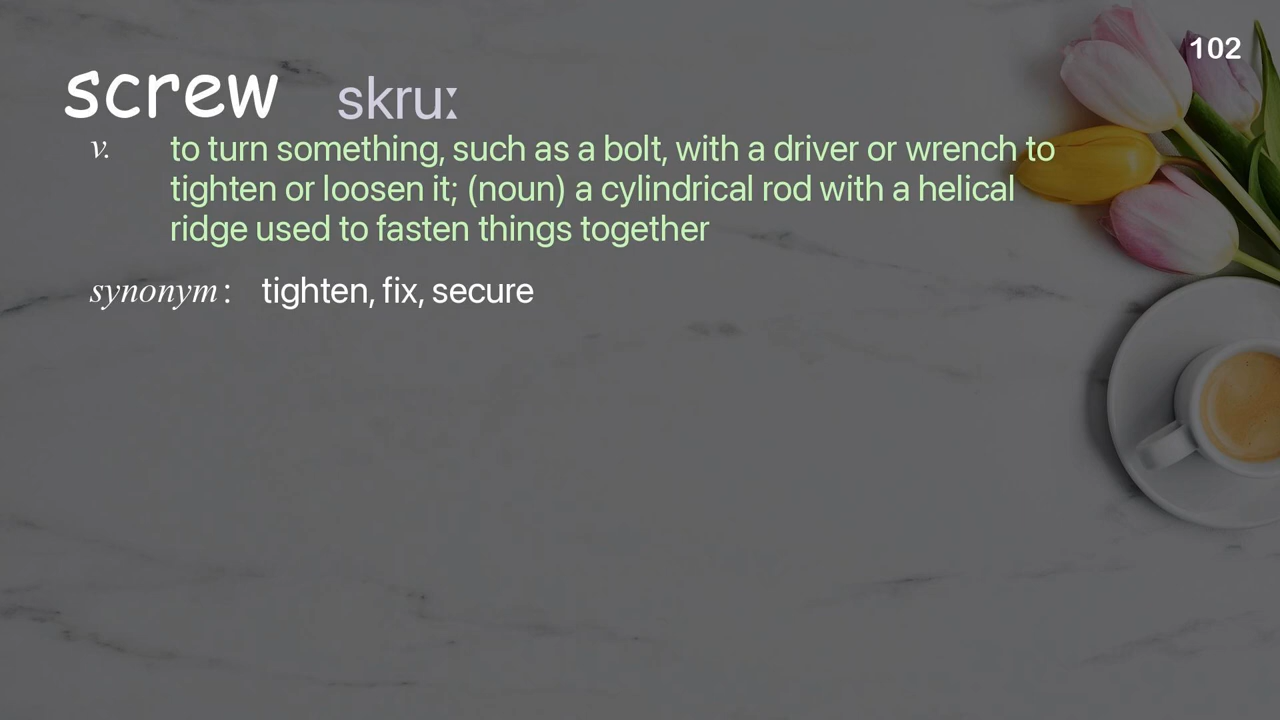 102
screw skruː
v. to turn something, such as a bolt, with a driver or wrench to
tighten or loosen it; (noun) a cylindrical rod with a helical
ridge used to fasten things together
synonym: tighten, fix, secure